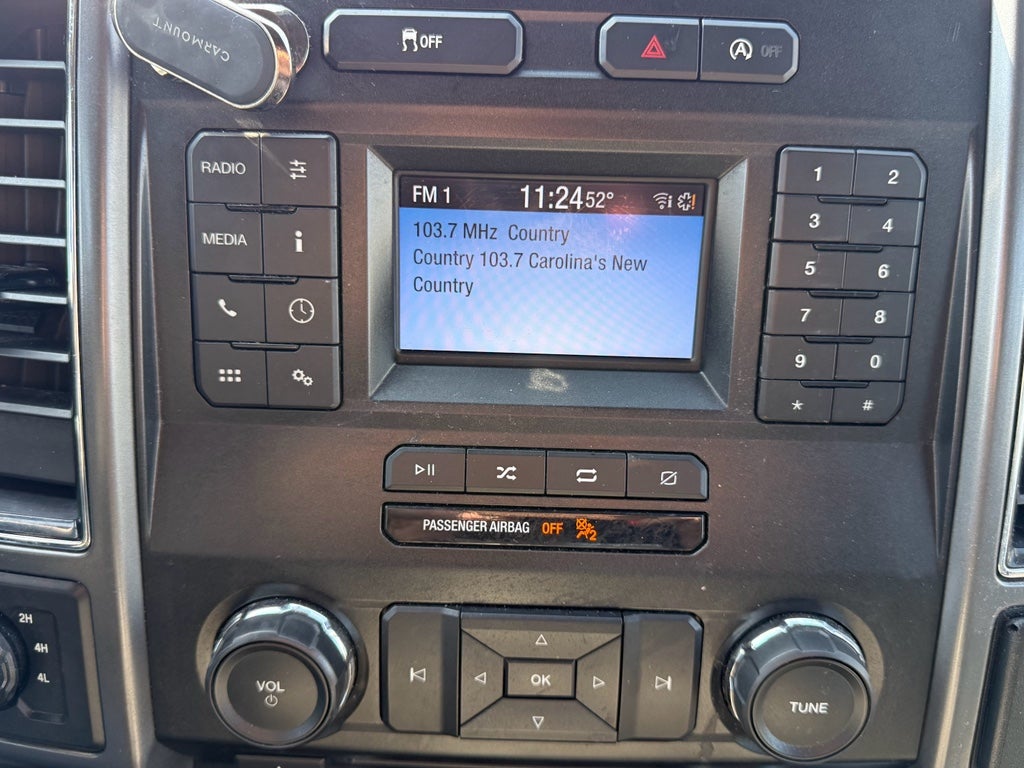 CARMOUNT
OFF
A OFF
RADIO
MEDIA
i
FM 1 11:24 52°
103.7 MHz Country
Country 103.7 Carolina's New
Country
1 2
3 4
5 6
7 8
9 0
* #
PASSENGER AIRBAG OFF 2
2H
4H
4L
VOL
OK
TUNE